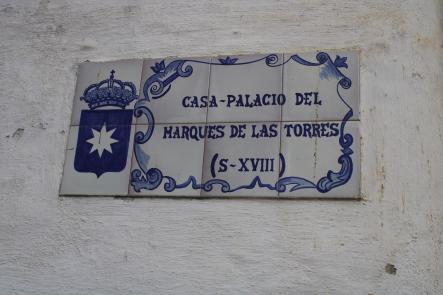 CASA-PALACIO DEL
MARQUES DE LAS TORRES
(S-XVIII)